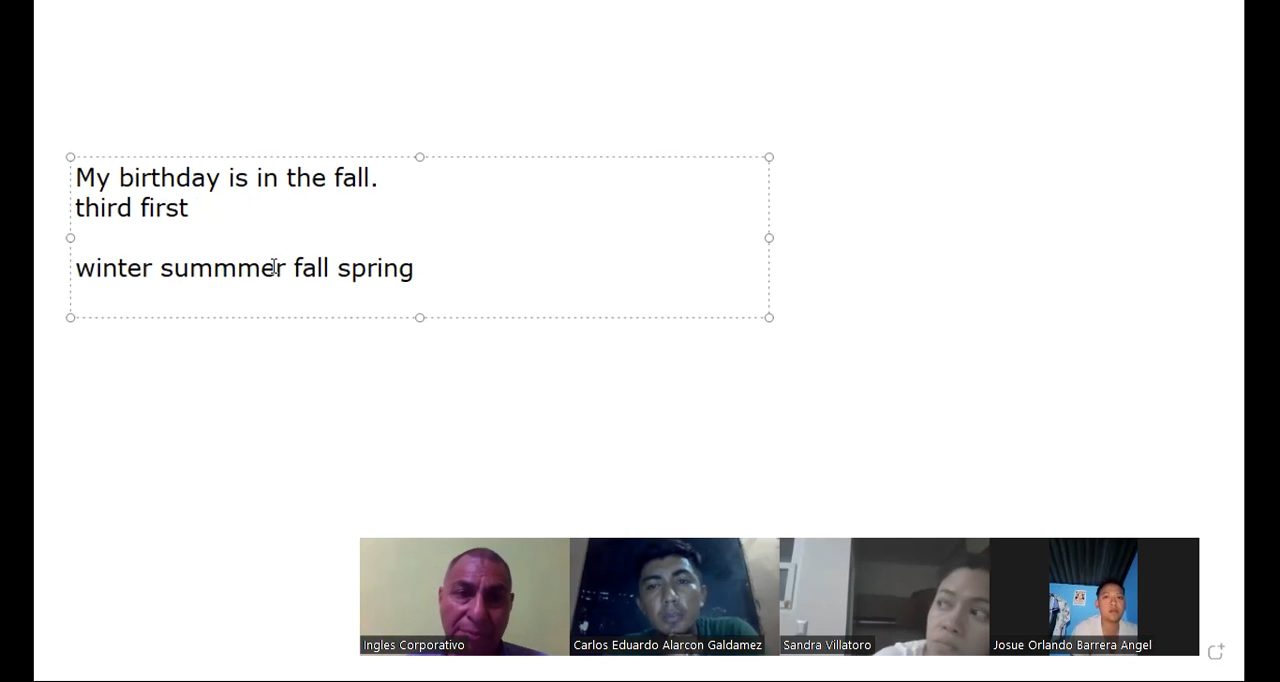 My birthday is in the fall.
third first
winter summmer fall spring
Ingles Corporativo
Carlos Eduardo Alarcon Galdamez
Sandra Villatoro
Josue Orlando Barrera Angel